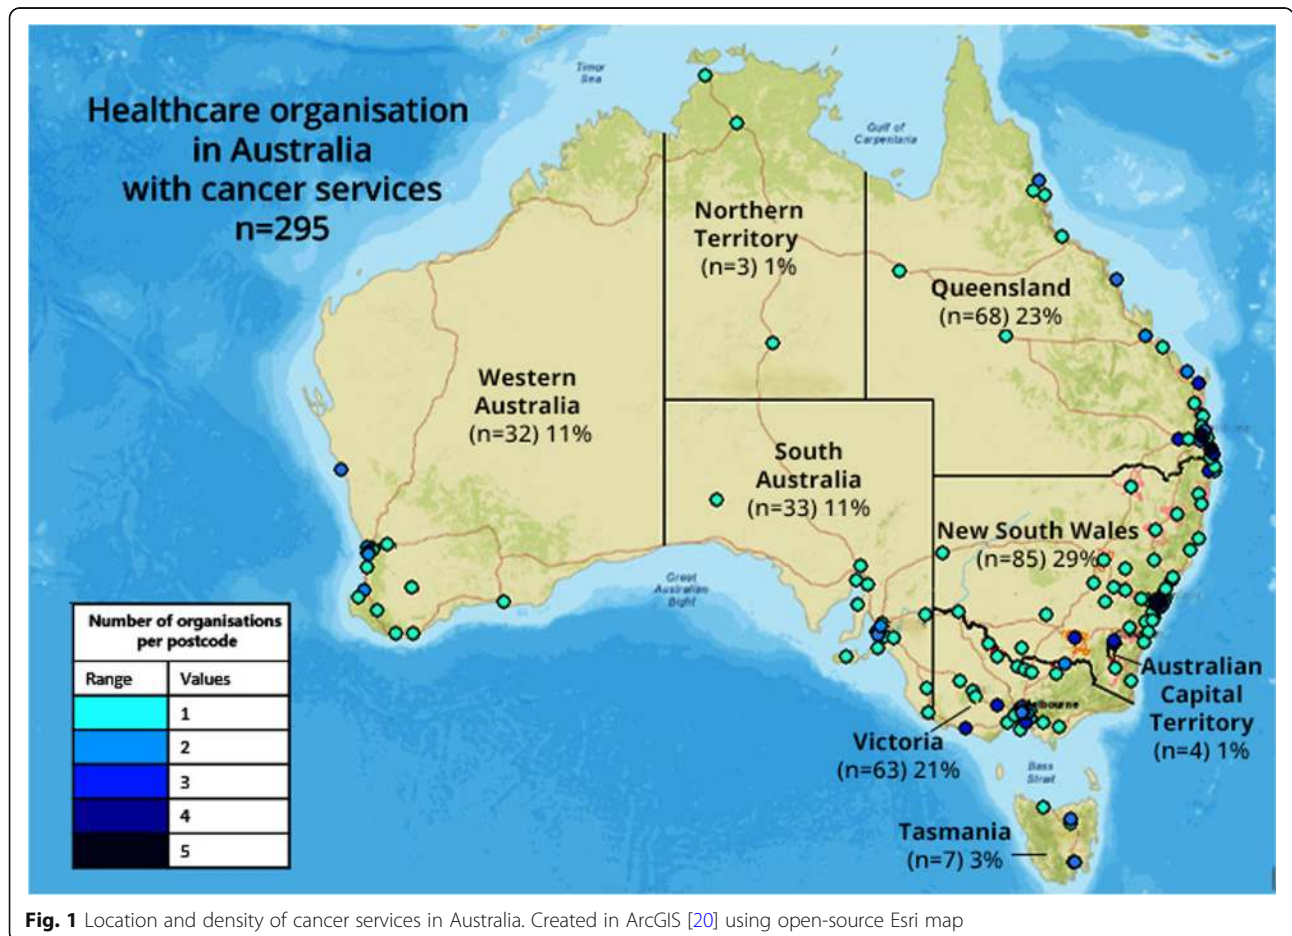 Healthcare organisation
in Australia
with cancer services
n=295
Timor
Sea
Gulf of
Carpentaria
Northern
Territory
(n=3) 1%
Queensland
(n=68) 23%
Western
Australia
(n=32) 11%
South
Australia
(n=33) 11%
New South Wales
(n=85) 29%
Great
Australian
Bight
Australian
Capital
Territory
(n=4) 1%
Victoria
(n=63) 21%
Bass
Strait
Tasmania
(n=7) 3%
Number of organisations
per postcode
Range Values
1
2
3
4
5
Fig. 1 Location and density of cancer services in Australia. Created in ArcGIS [20] using open-source Esri map